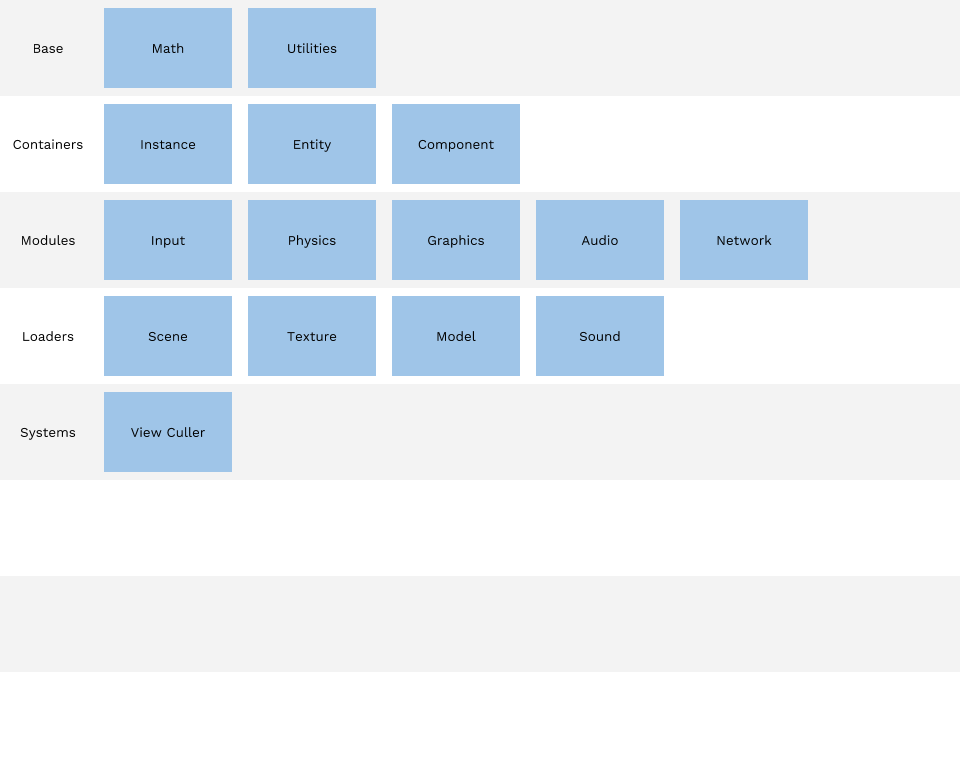 Base
Math
Utilities
Containers
Instance
Entity
Component
Modules
Input
Physics
Graphics
Audio
Network
Loaders
Scene
Texture
Model
Sound
Systems
View Culler